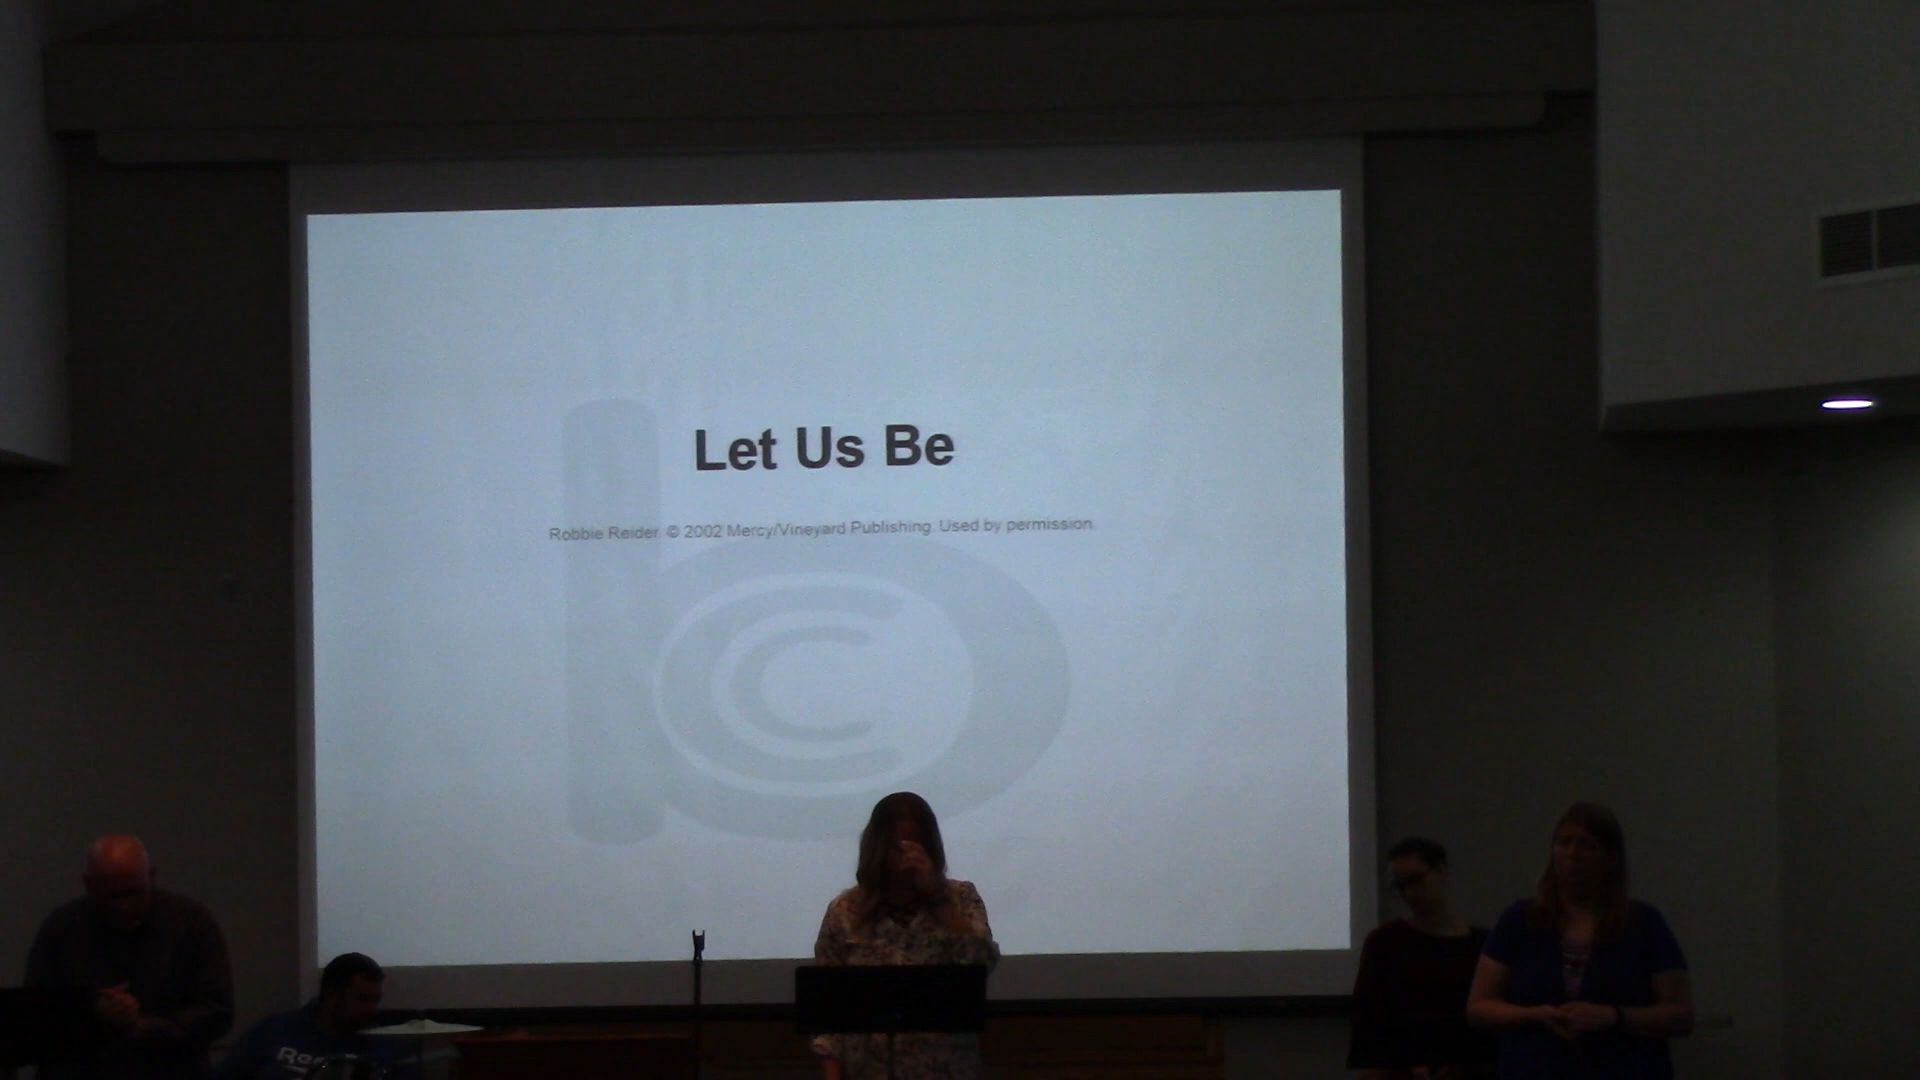 Let Us Be
Robbie Reider. © 2002 Mercy/Vineyard Publishing. Used by permission.